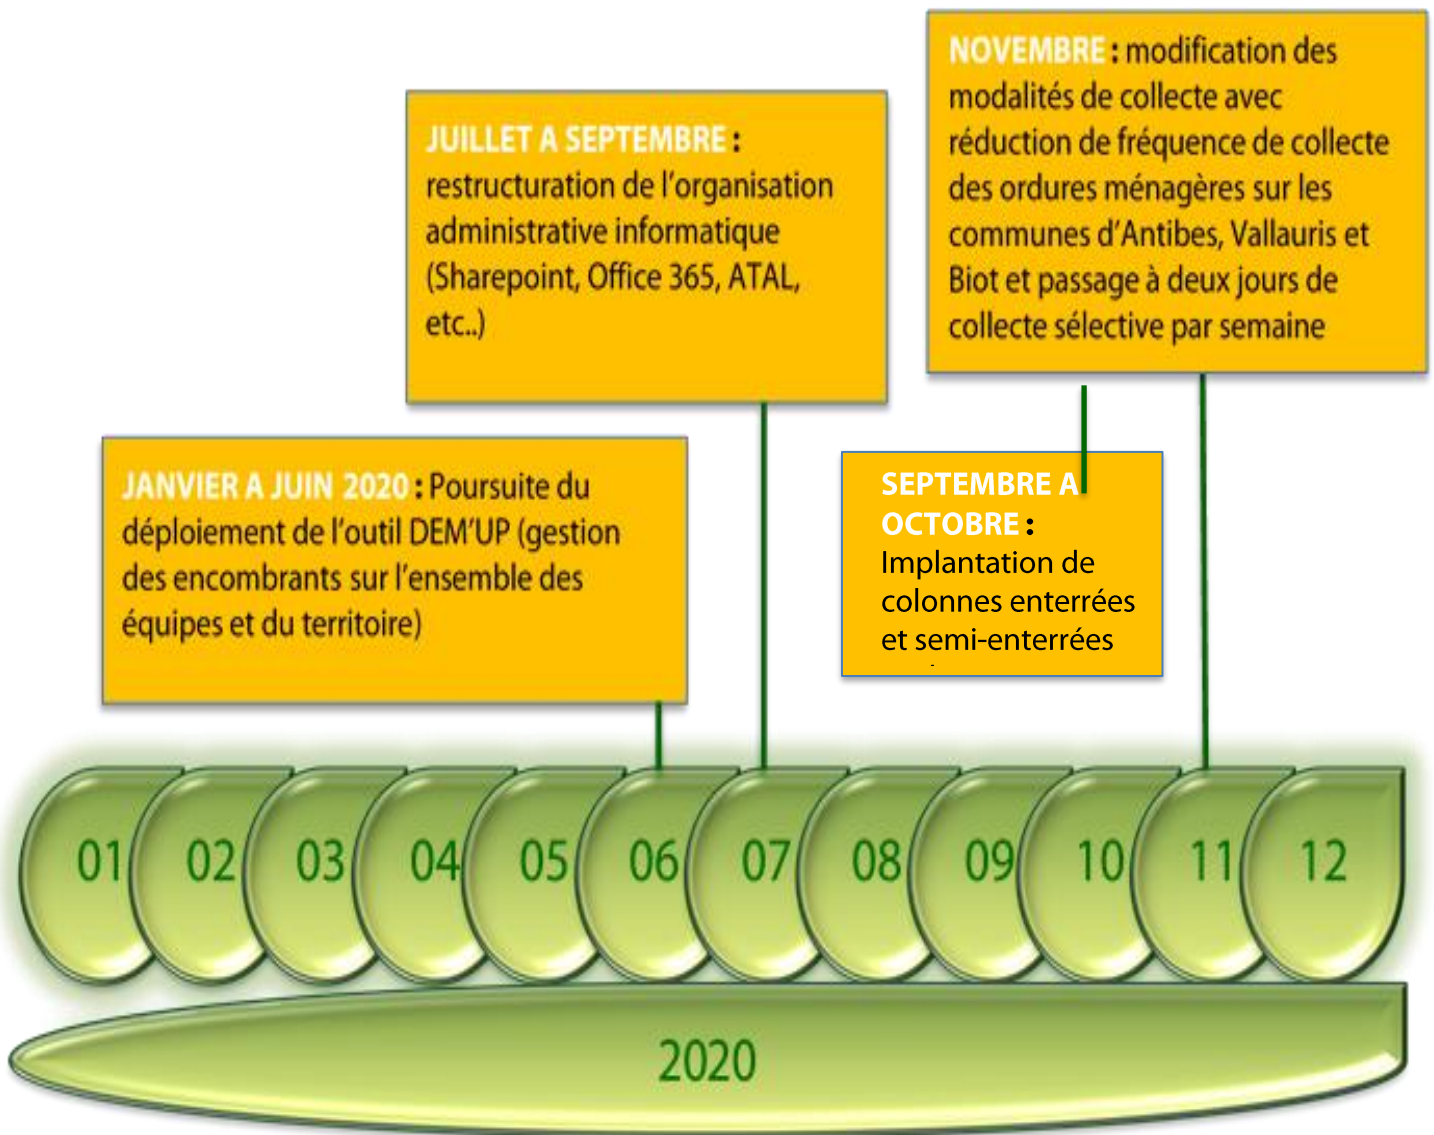 JANVIER A JUIN 2020 : Poursuite du
déploiement de l’outil DEM’UP (gestion
des encombrants sur l’ensemble des
équipes et du territoire)
JUILLET A SEPTEMBRE :
restructuration de l’organisation
administrative informatique
(Sharepoint, Office 365, ATAL,
etc..)
SEPTEMBRE A
OCTOBRE :
Implantation de
colonnes enterrées
et semi-enterrées
NOVEMBRE : modification des
modalités de collecte avec
réduction de fréquence de collecte
des ordures ménagères sur les
communes d’Antibes, Vallauris et
Biot et passage à deux jours de
collecte sélective par semaine
01 02 03 04 05 06 07 08 09 10 11 12
2020